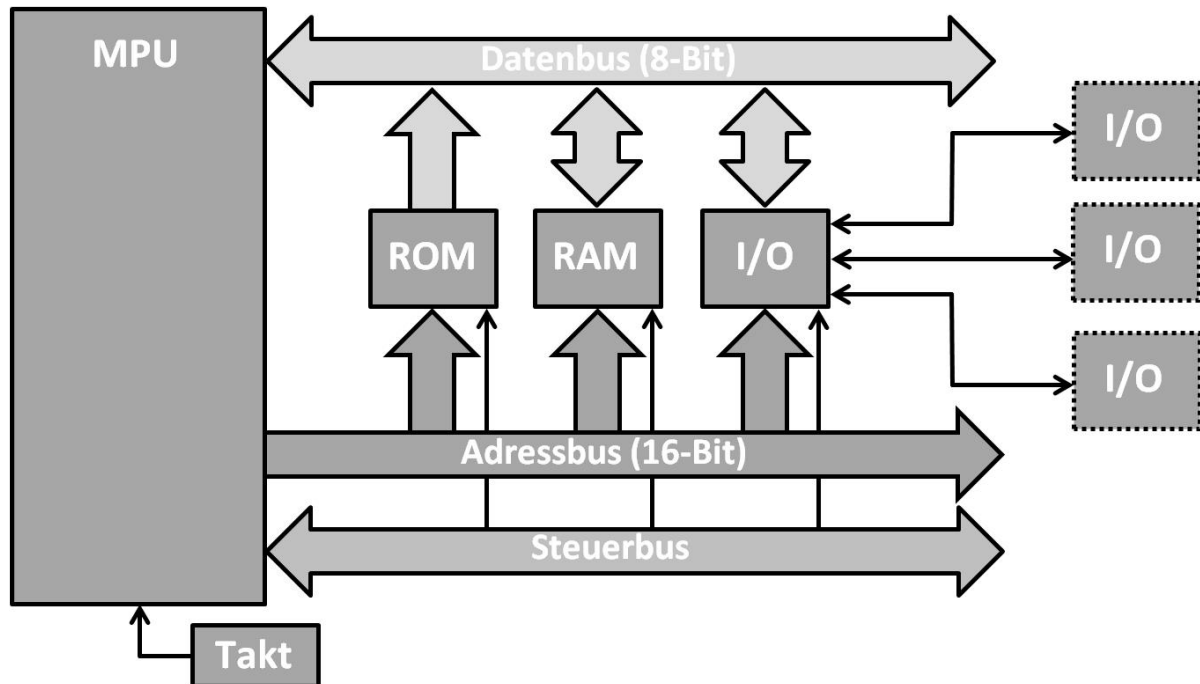 MPU
Datenbus (8-Bit)
I/O
ROM
RAM
I/O
I/O
I/O
Adressbus (16-Bit)
Steuerbus
Takt